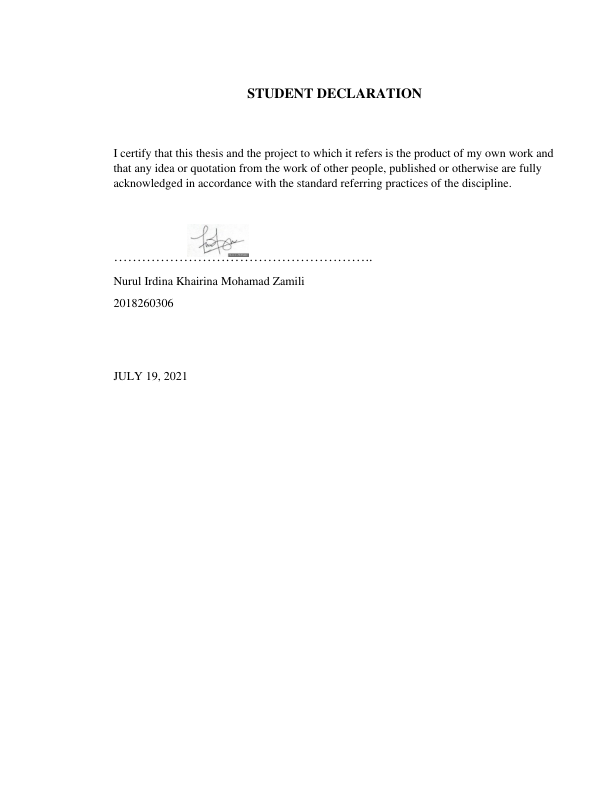 STUDENT DECLARATION
I certify that this thesis and the project to which it refers is the product of my own work and
that any idea or quotation from the work of other people, published or otherwise are fully
acknowledged in accordance with the standard referring practices of the discipline.
…………………………………………………..
Nurul Irdina Khairina Mohamad Zamili
2018260306
JULY 19, 2021